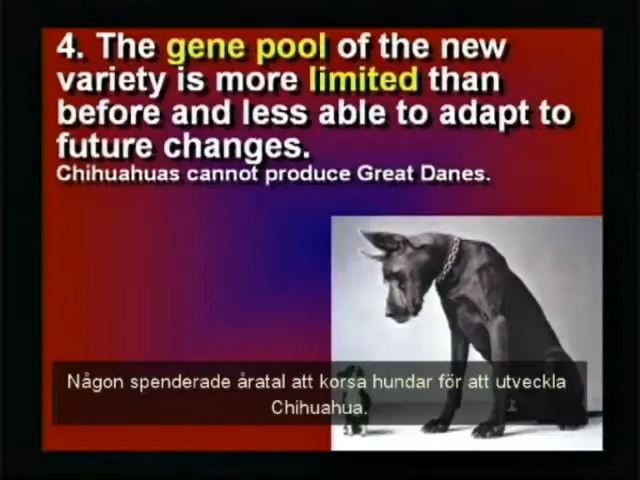 4. The gene pool of the new
variety is more limited than
before and less able to adapt to
future changes.
Chihuahuas cannot produce Great Danes.
Någon spenderade åratal att korsa hundar för att utveckla
Chihuahua.